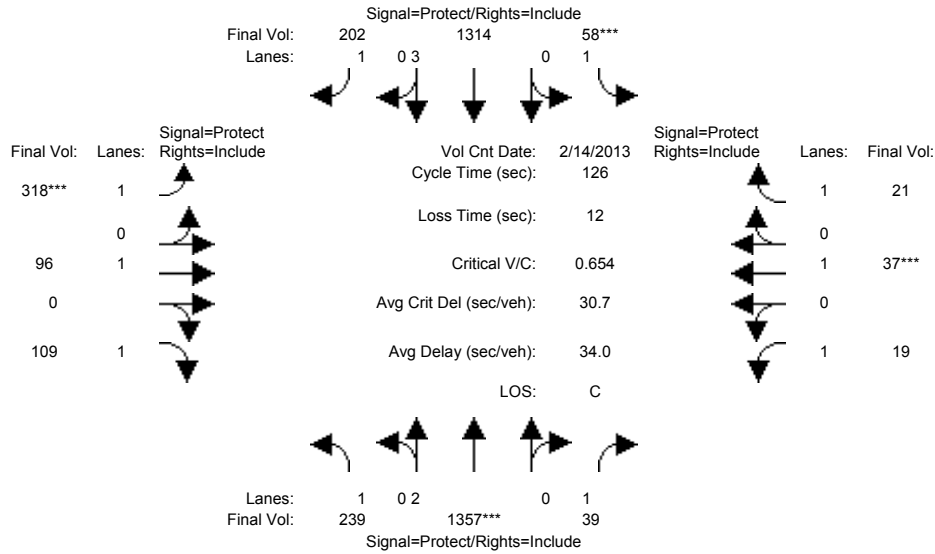 Signal=Protect/Rights=Include
Final Vol: 202 1314 58***
Lanes: 1 0 3 0 1
Signal=Protect Signal=Protect
Final Vol: Lanes: Rights=Include Vol Cnt Date: 2/14/2013 Rights=Include Lanes: Final Vol:
Cycle Time (sec): 126
318*** 1 1 21
Loss Time (sec): 12
0 0
96 1 Critical V/C: 0.654 1 37***
0 0 Avg Crit Del (sec/veh): 30.7 0
109 1 Avg Delay (sec/veh): 34.0 1 19
LOS: C
Lanes: 1 0 2 0 1
Final Vol: 239 1357*** 39
Signal=Protect/Rights=Include